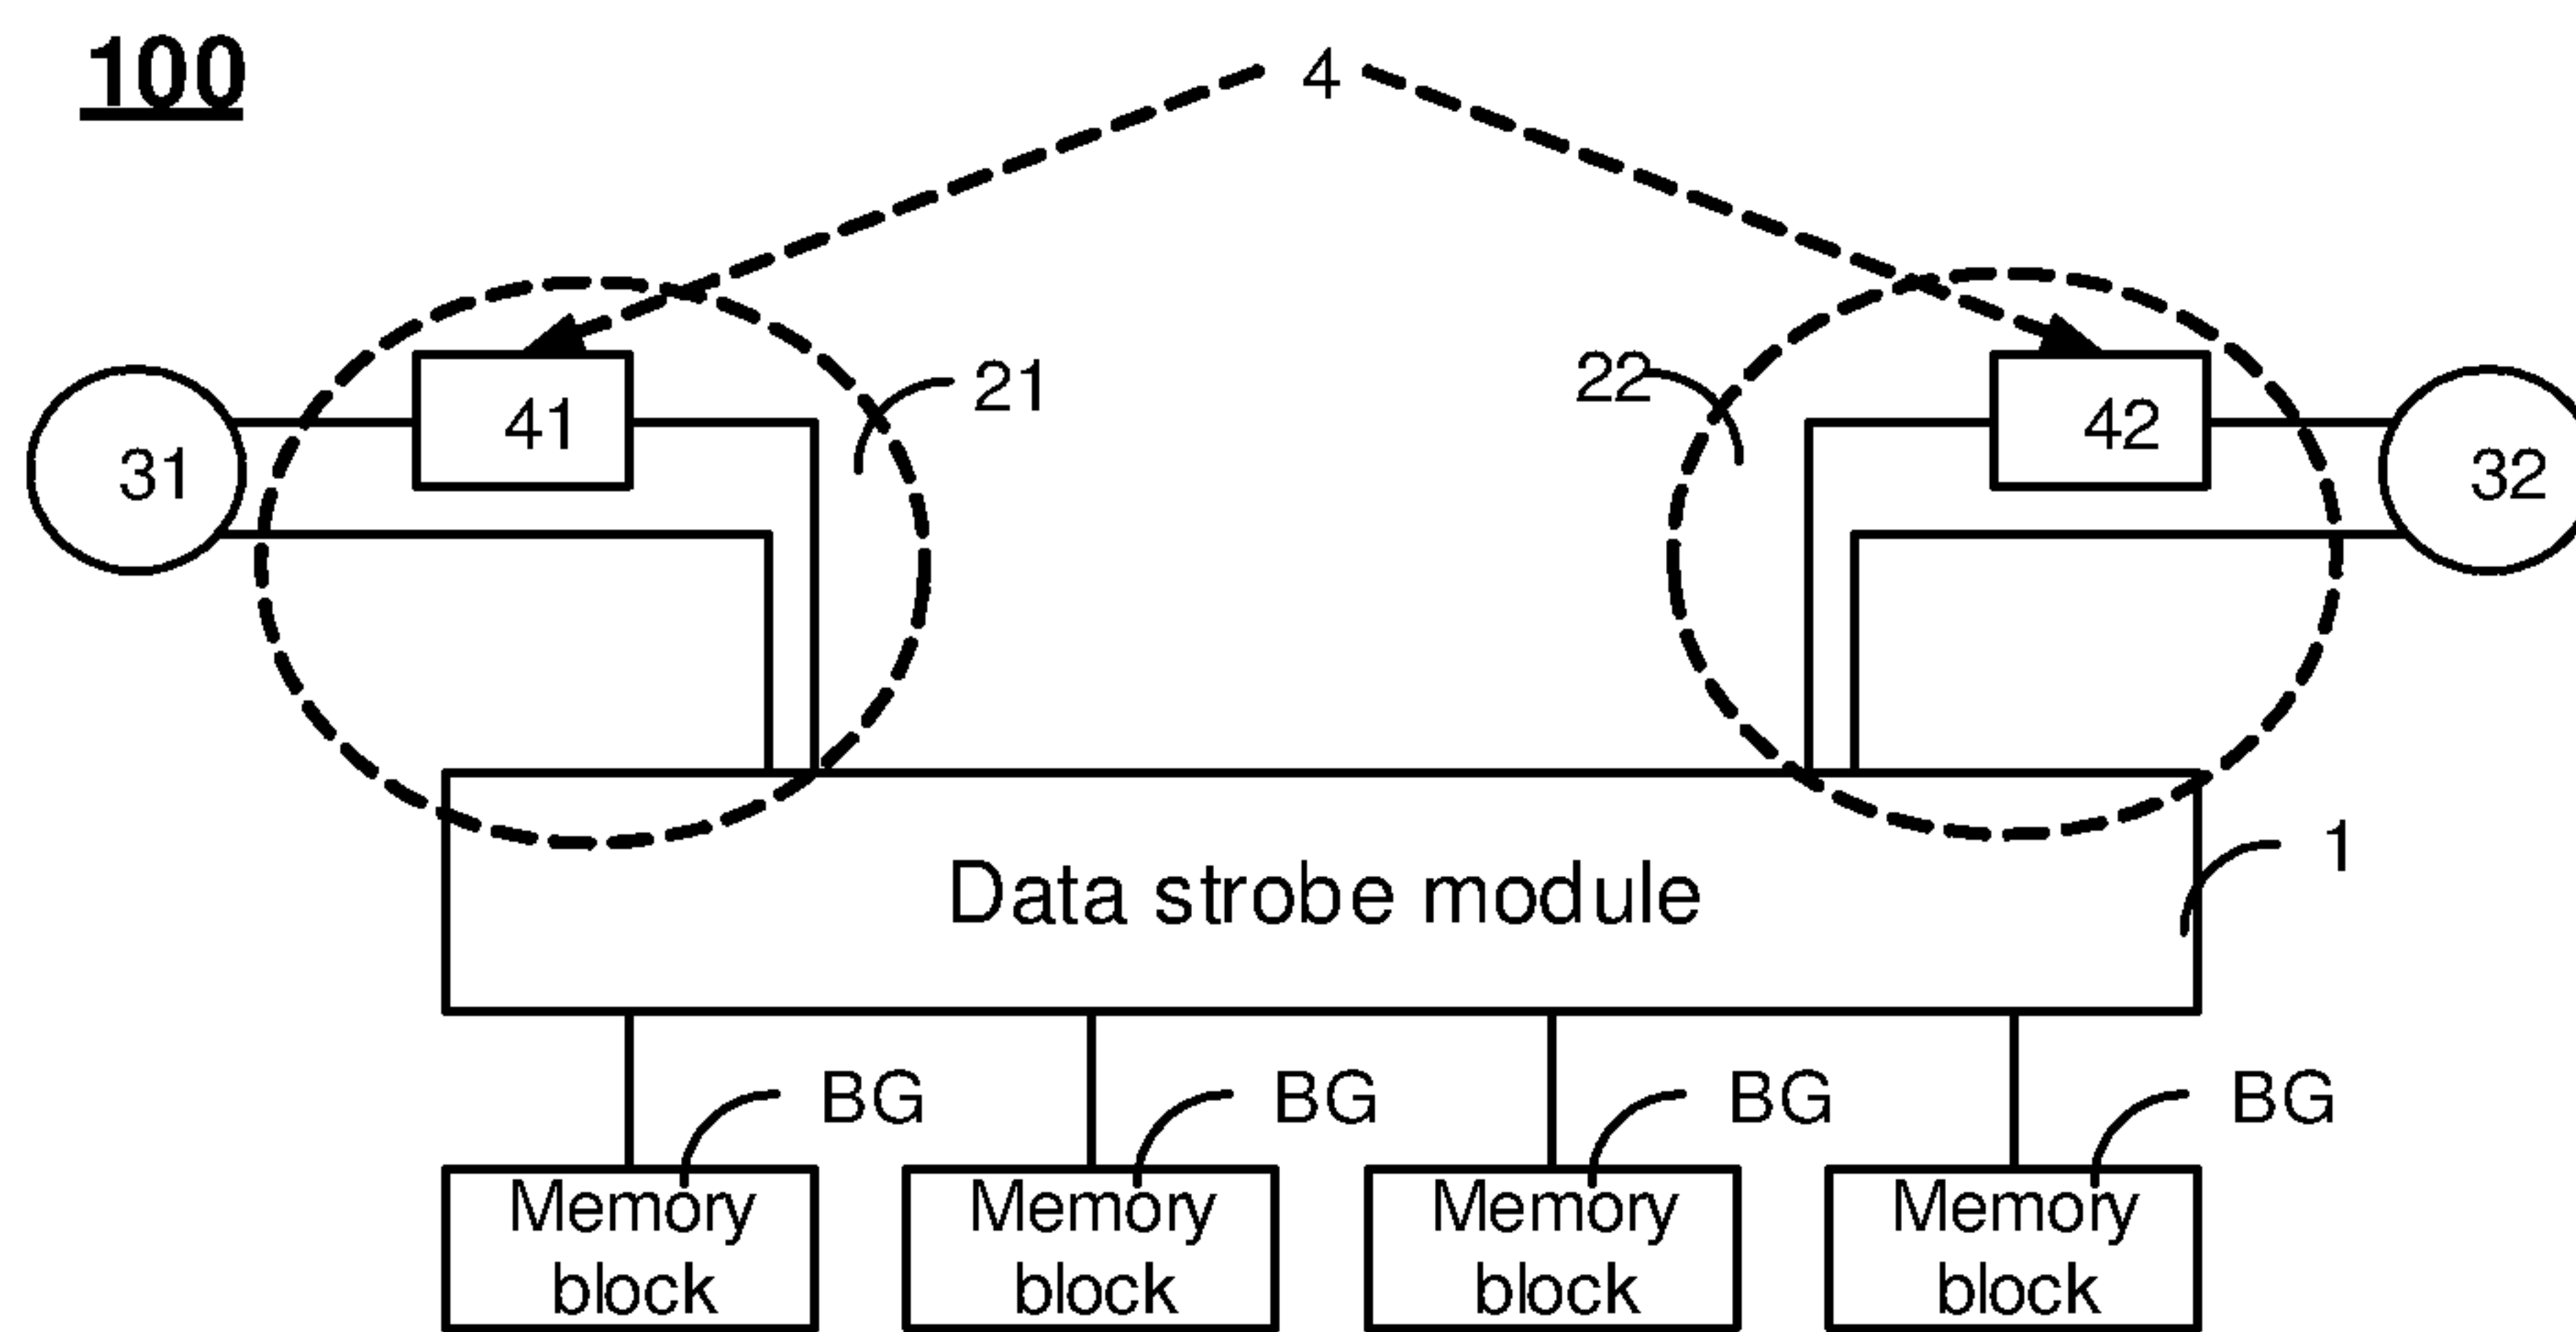 100
4
21
22
41
42
31
32
1
Data strobe module
BG
BG
BG
BG
Memory
block
Memory
block
Memory
block
Memory
block